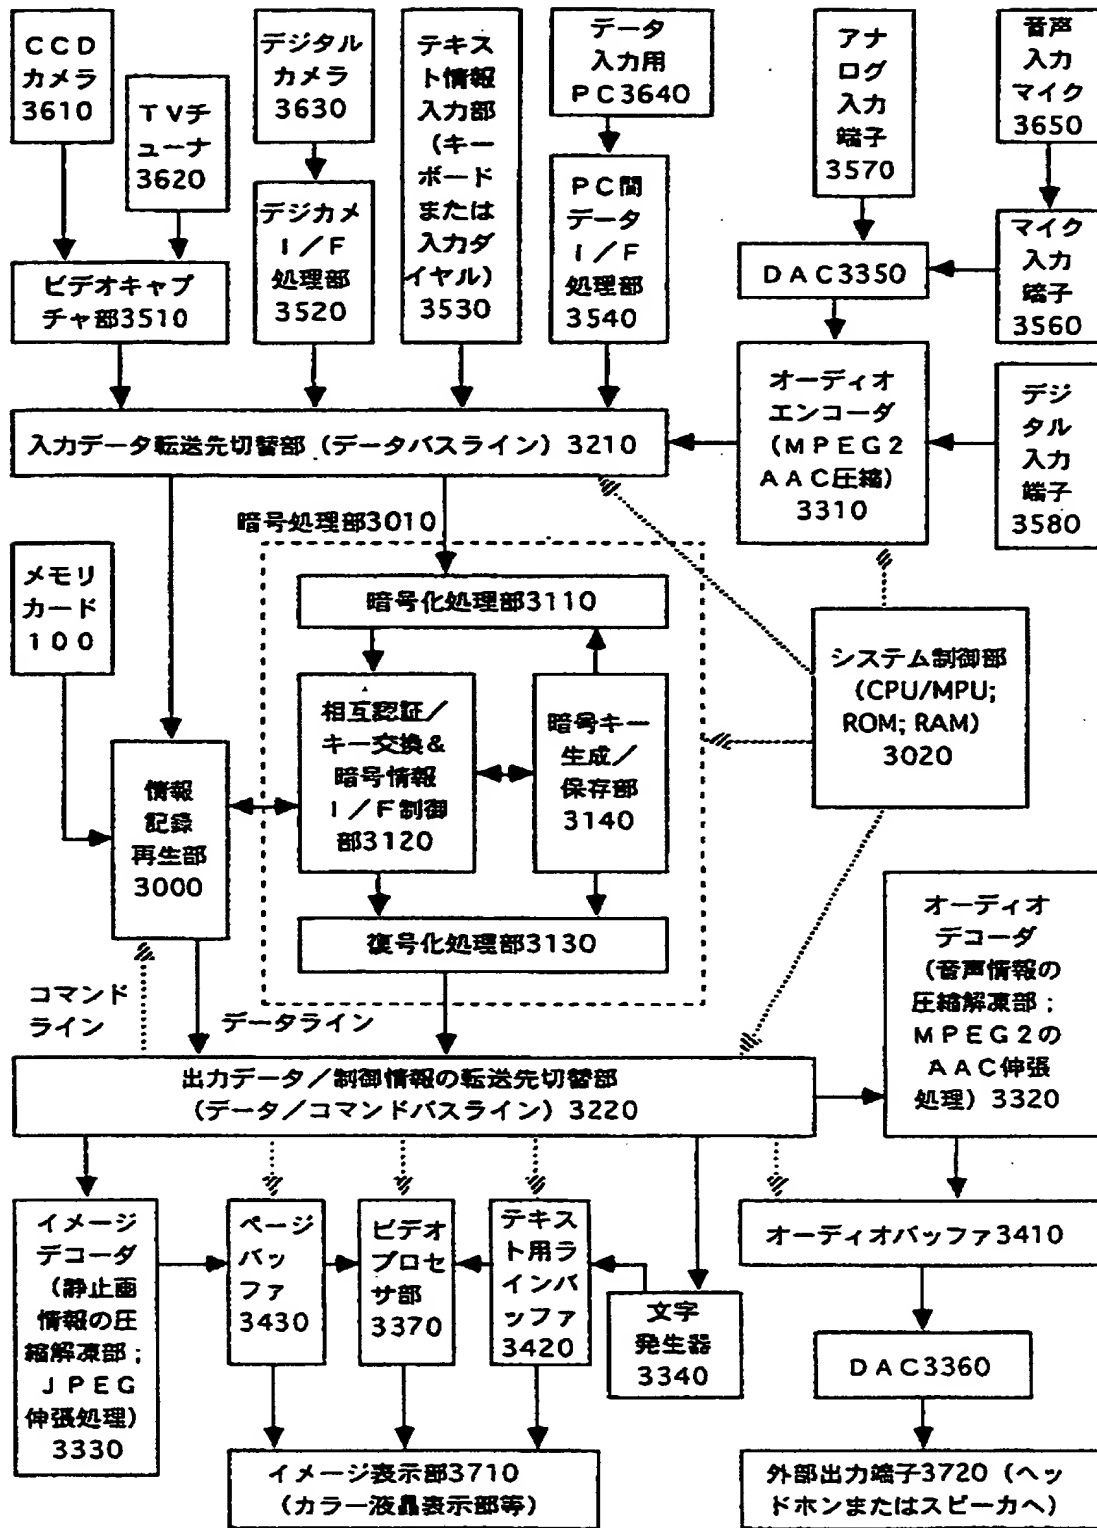 CCD
カメラ
3610
TVチ
ューナ
3620
デジタル
カメラ
3630
テキス
ト情報
入力部
(キー
ボード
または
入力ダ
イヤル)
3530
データ
入力用
PC3640
アナ
ログ
入力
端子
3570
音声
入力
マイク
3650
デジカメ
I/F
処理部
3520
PC間
データ
I/F
処理部
3540
マイク
入力
端子
3560
ビデオキャプ
チャ部3510
DAC3350
オーディオ
エンコーダ
(MPEG2
AAC圧縮)
3310
デジ
タル
入力
端子
3580
入力データ転送先切替部(データバスライン)3210
暗号処理部3010
メモリ
カード
100
暗号化処理部3110
システム制御部
(CPU/MPU;
ROM; RAM)
3020
相互認証/
キー交換&
暗号情報
I/F制御
部3120
暗号キー
生成/
保存部
3140
情報
記録
再生部
3000
復号化処理部3130
オーディオ
デコーダ
(音声情報の
圧縮解凍部;
MPEG2の
AAC伸張
処理)3320
コマンド
ライン
データライン
出力データ/制御情報の転送先切替部
(データ/コマンドバスライン)3220
イメージ
デコーダ
(静止画
情報の圧
縮解凍部;
JPEG
伸張処理)
3330
ページ
バッ
ファ
3430
ビデオ
プロセ
サ部
3370
テキス
ト用ラ
インバ
ッファ
3420
文字
発生器
3340
オーディオバッファ3410
DAC3360
イメージ表示部3710
(カラー液晶表示部等)
外部出力端子3720(ヘッ
ドホンまたはスピーカへ)